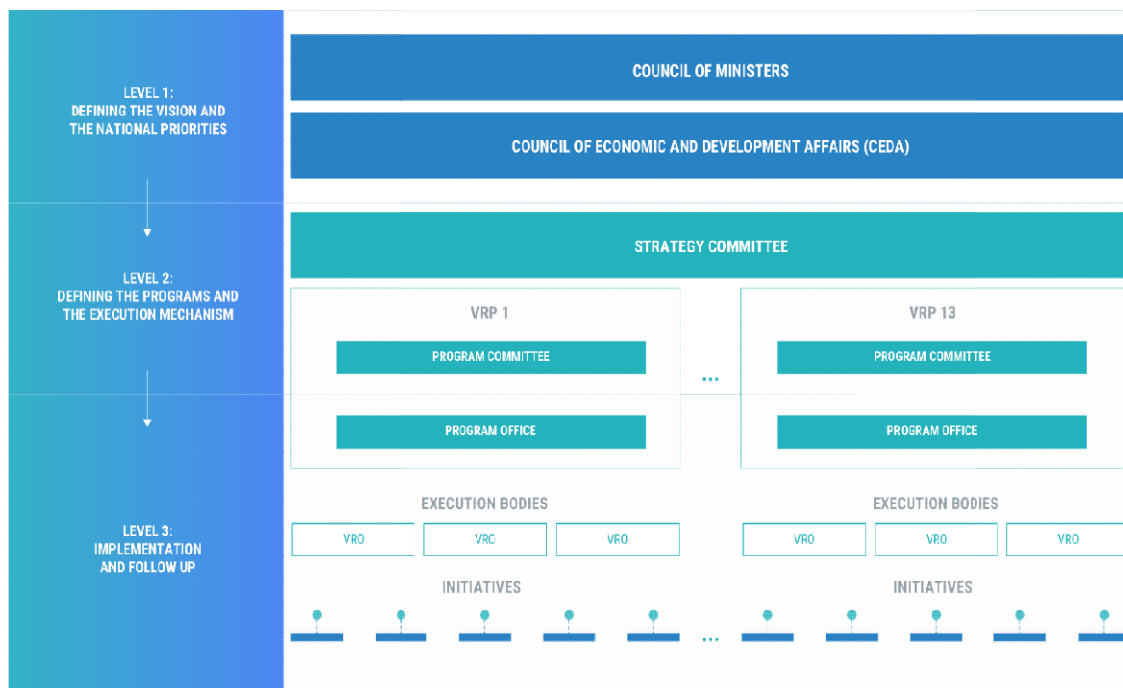 LEVEL 1:
DEFINING THE VISION AND
THE NATIONAL PRIORITIES
COUNCIL OF MINISTERS
COUNCIL OF ECONOMIC AND DEVELOPMENT AFFAIRS (CEDA)
LEVEL 2:
DEFINING THE PROGRAMS AND
THE EXECUTION MECHANISM
STRATEGY COMMITTEE
VRP 1
PROGRAM COMMITTEE
PROGRAM OFFICE
...
VRP 13
PROGRAM COMMITTEE
PROGRAM OFFICE
LEVEL 3:
IMPLEMENTATION
AND FOLLOW UP
EXECUTION BODIES
VRO
VRO
VRO
INITIATIVES
...
EXECUTION BODIES
VRO
VRO
VRO
INITIATIVES